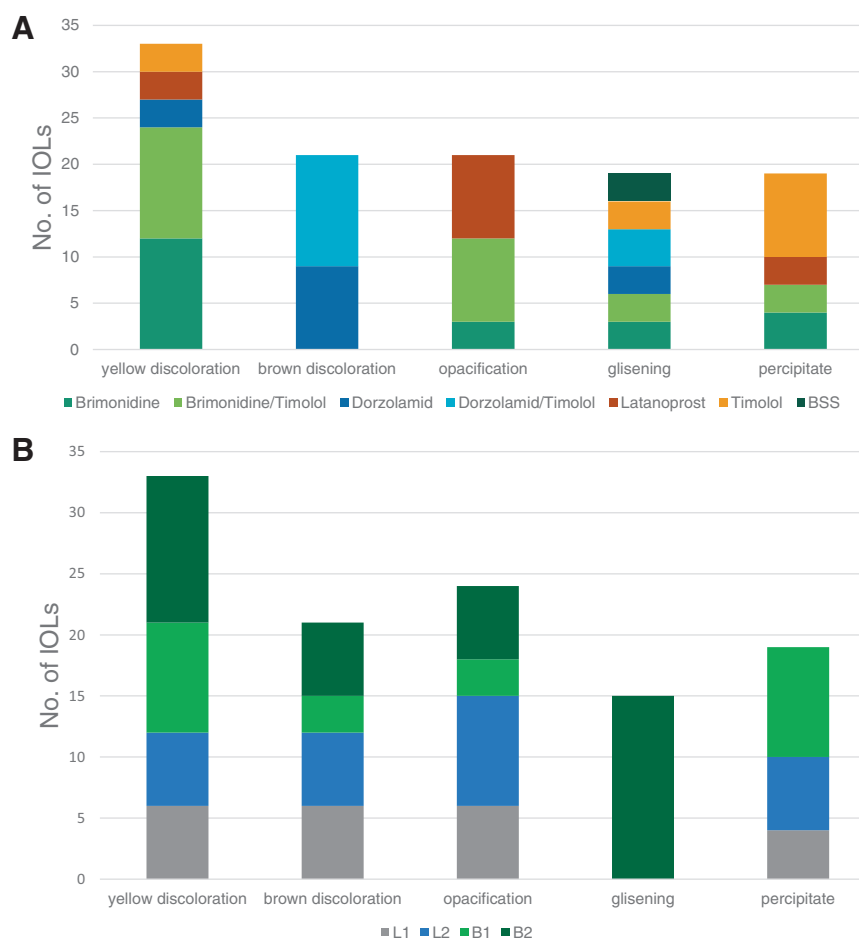 A
35
30
25
20
15
10
5
0
No. of IOLs
yellow discoloration brown discoloration opacification glisening percipitate
Brimonidine Brimonidine/Timolol Dorzolamid Dorzolamid/Timolol Latanoprost Timolol BSS
B
35
30
25
20
15
10
5
0
No. of IOLs
yellow discoloration brown discoloration opacification glisening percipitate
L1 L2 B1 B2